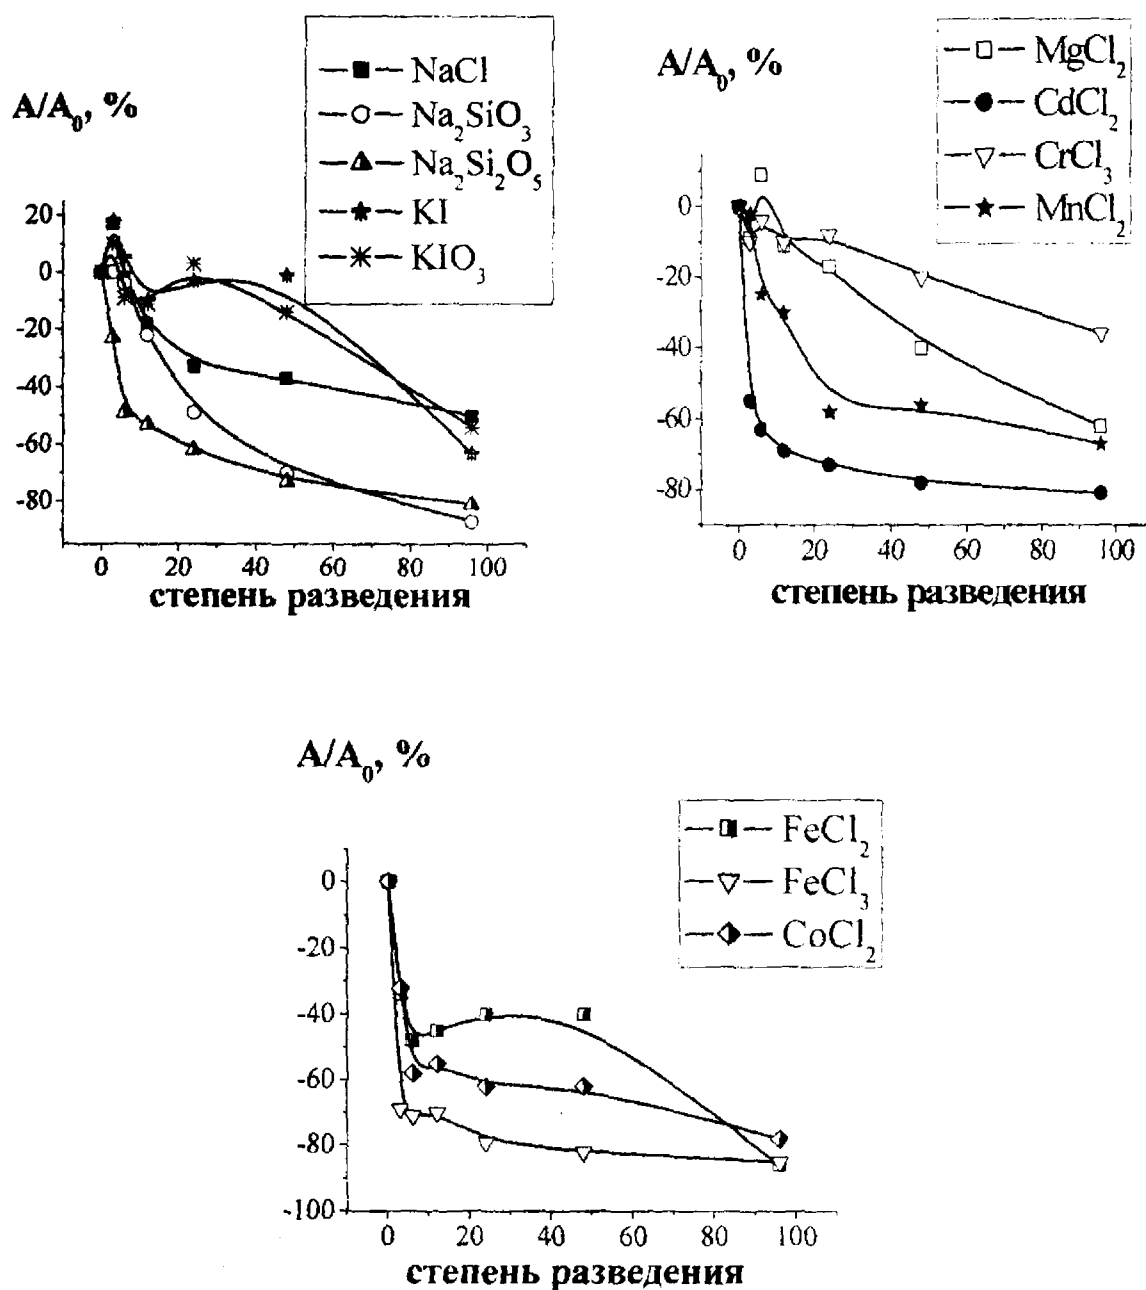 A/A₀, %
NaCl
Na₂SiO₃
Na₂Si₂O₅
KI
KIO₃
20
0
-20
-40
-60
-80
0 20 40 60 80 100
степень разведения
A/A₀, %
MgCl₂
CdCl₂
CrCl₃
MnCl₂
0
-20
-40
-60
-80
0 20 40 60 80 100
степень разведения
A/A₀, %
FeCl₂
FeCl₃
CoCl₂
0
-20
-40
-60
-80
-100
0 20 40 60 80 100
степень разведения